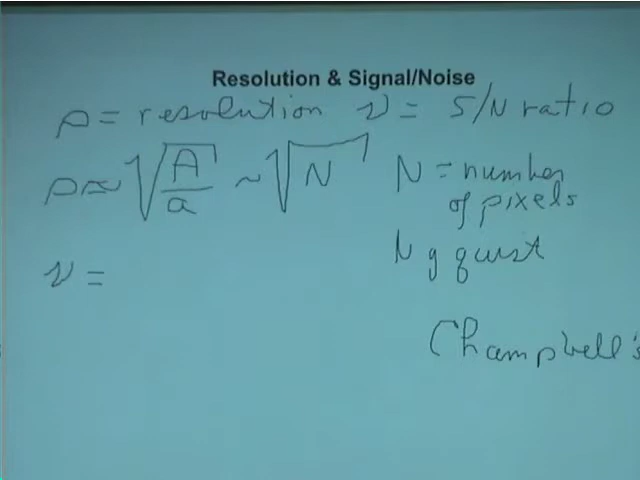 Resolution & Signal/Noise
ρ = resolution ν = S/N ratio
ρ ≈ √(A/a) ~ √N N = number of pixels
Nyquist
ν =
Champbell's